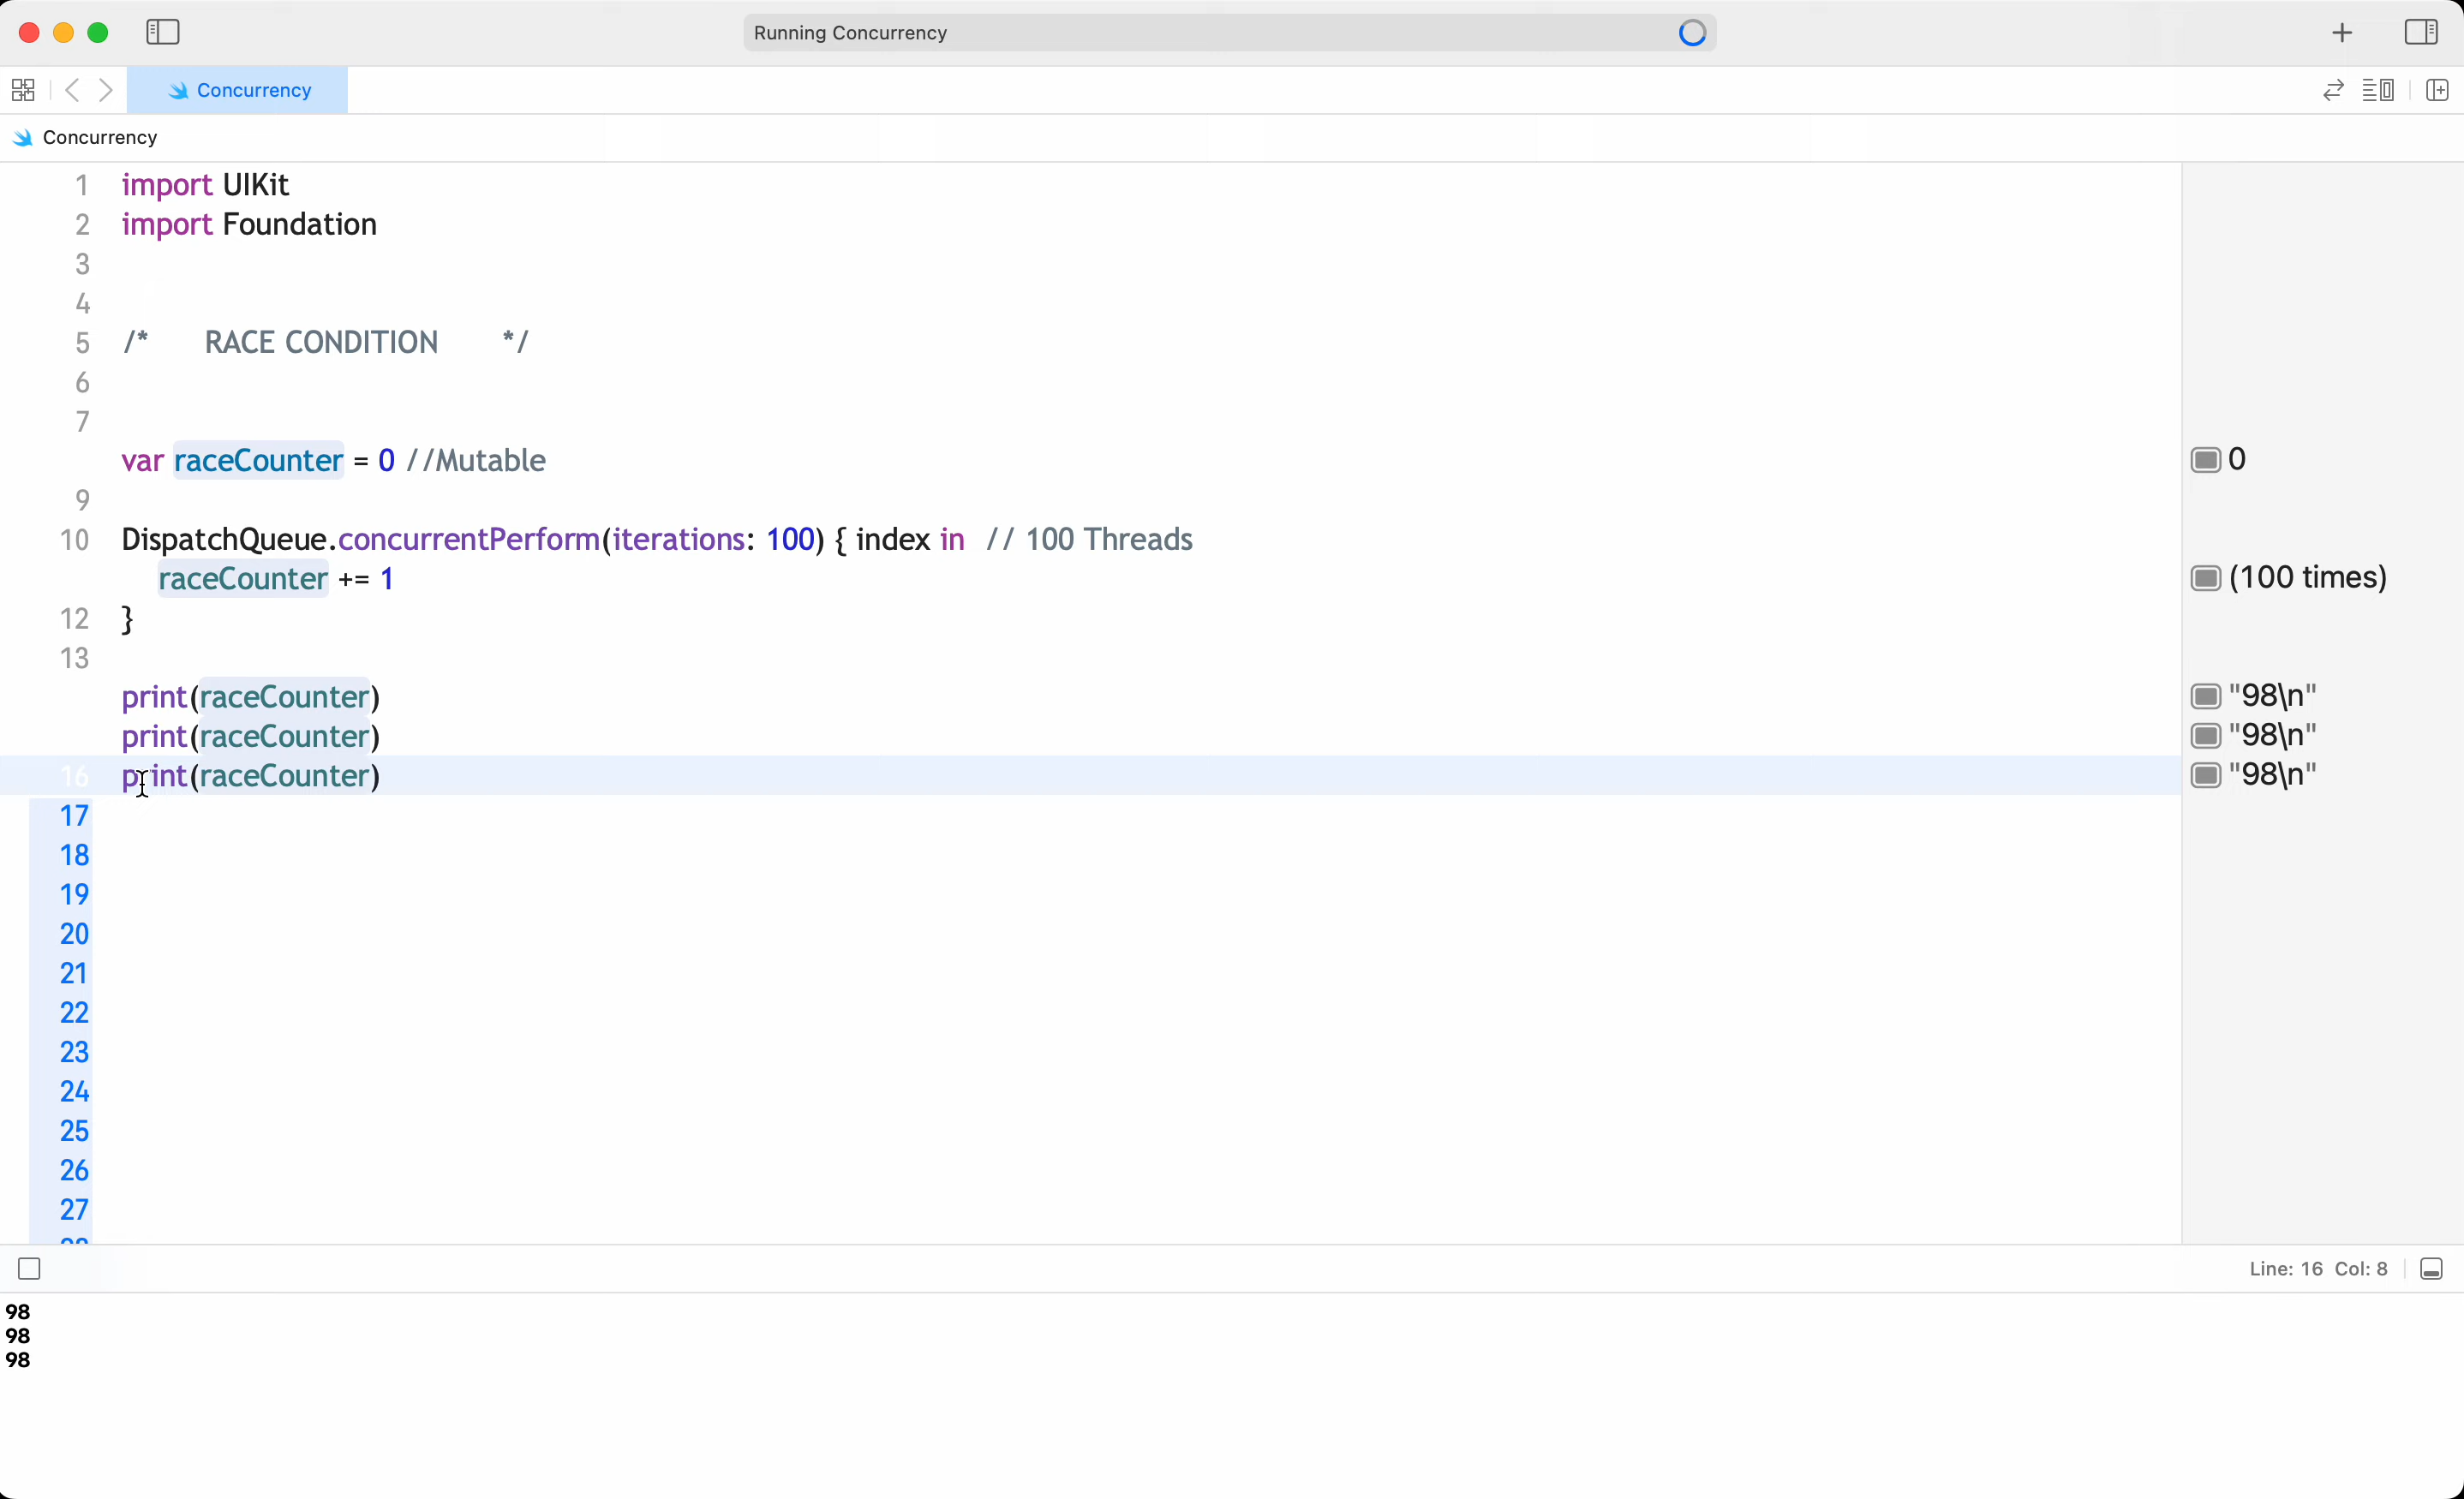 Running Concurrency
Concurrency
Concurrency
1 import UIKit
2 import Foundation
3
4
5 /* RACE CONDITION */
6
7
var raceCounter = 0 //Mutable
0
9
10 DispatchQueue.concurrentPerform(iterations: 100) { index in // 100 Threads
raceCounter += 1
(100 times)
12 }
13
print(raceCounter)
"98\n"
print(raceCounter)
"98\n"
16 print(raceCounter)
"98\n"
17
18
19
20
21
22
23
24
25
26
27
Line: 16 Col: 8
98
98
98